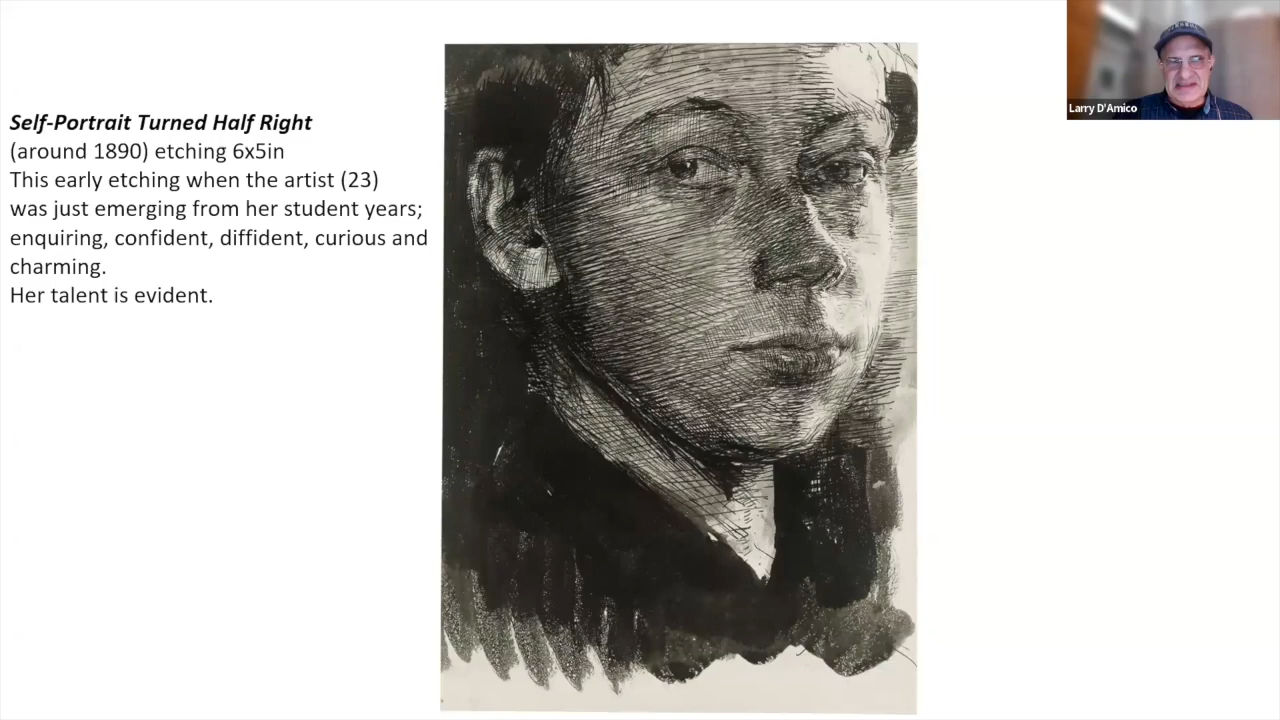 Self-Portrait Turned Half Right
(around 1890) etching 6x5in
This early etching when the artist (23)
was just emerging from her student years;
enquiring, confident, diffident, curious and
charming.
Her talent is evident.
Larry D'Amico